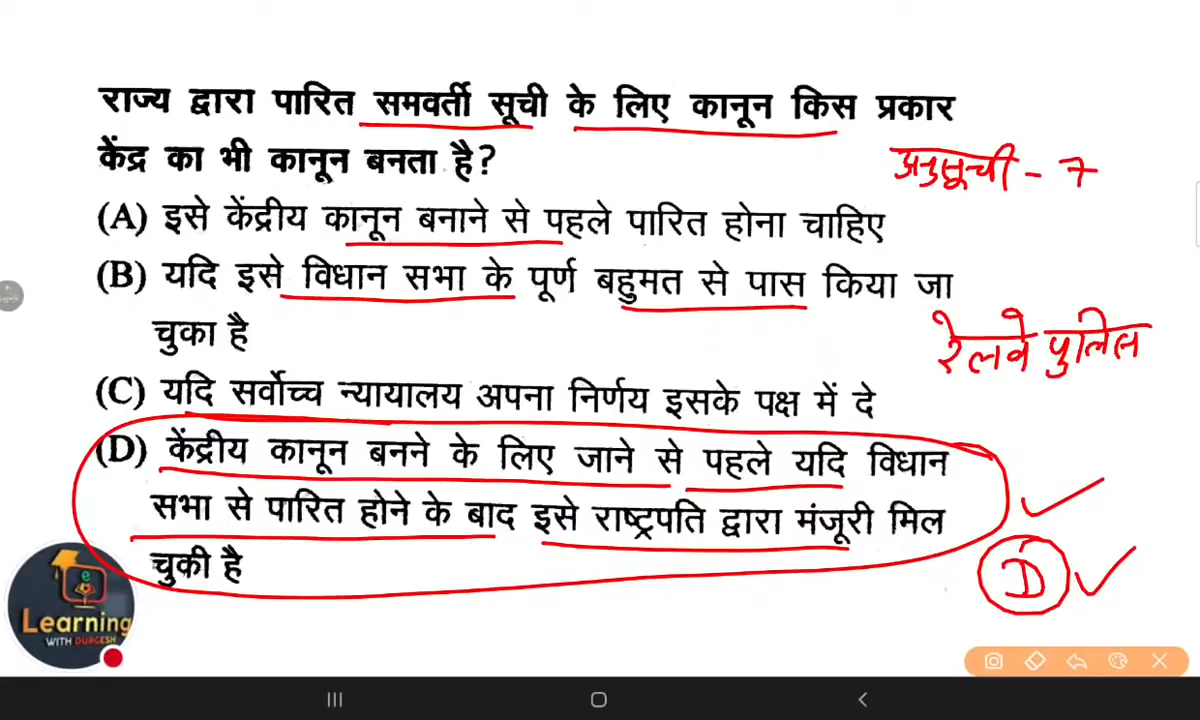 राज्य द्वारा पारित समवर्ती सूची के लिए कानून किस प्रकार
केंद्र का भी कानून बनता है?
अनुसूची - 7
(A) इसे केंद्रीय कानून बनाने से पहले पारित होना चाहिए
(B) यदि इसे विधान सभा के पूर्ण बहुमत से पास किया जा
चुका है
रेलवे पुलिस
(C) यदि सर्वोच्च न्यायालय अपना निर्णय इसके पक्ष में दे
(D) केंद्रीय कानून बनने के लिए जाने से पहले यदि विधान
सभा से पारित होने के बाद इसे राष्ट्रपति द्वारा मंजूरी मिल
चुकी है
D
e
Learning
WITH DURGESH